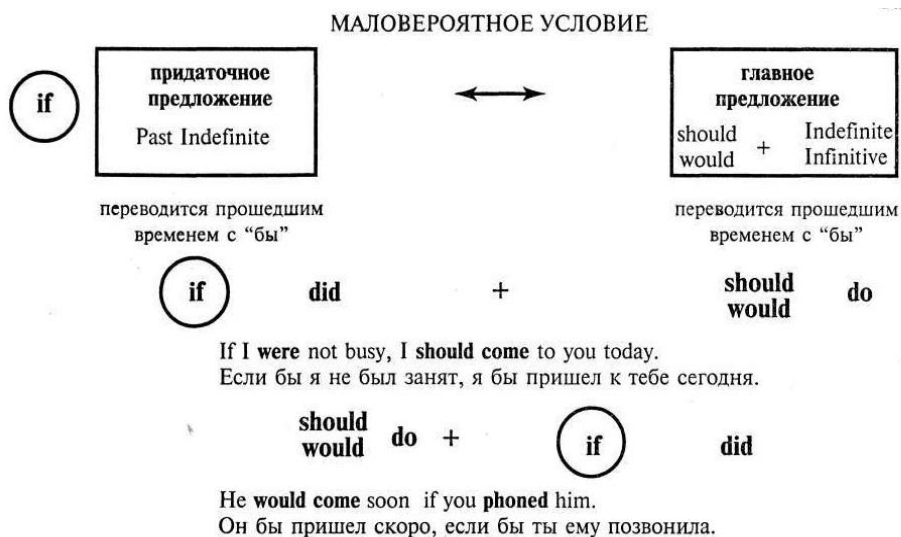 МАЛОВЕРОЯТНОЕ УСЛОВИЕ
if
придаточное
предложение
Past Indefinite
главное
предложение
should
would
+
Indefinite
Infinitive
переводится прошедшим
временем с “бы”
переводится прошедшим
временем с “бы”
if did + should
would do
If I were not busy, I should come to you today.
Если бы я не был занят, я бы пришел к тебе сегодня.
should
would do + if did
He would come soon if you phoned him.
Он бы пришел скоро, если бы ты ему позвонила.